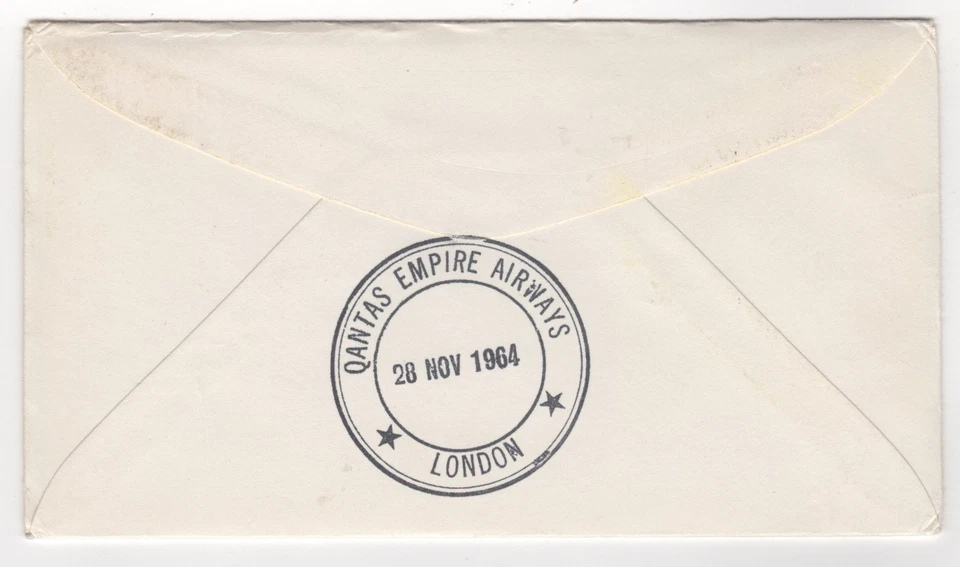 QANTAS EMPIRE AIRWAYS
28 NOV 1964
LONDON